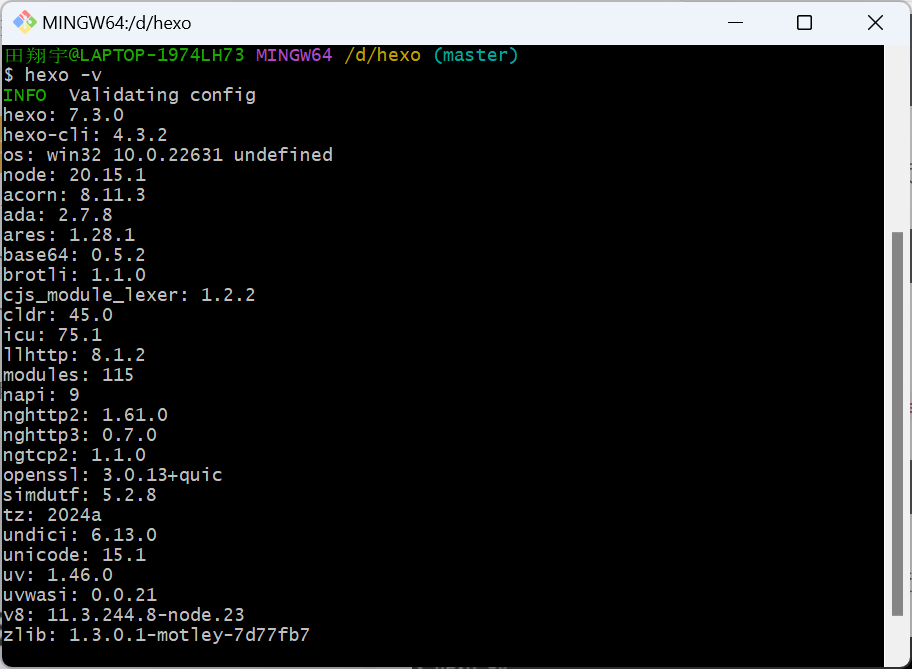 MINGW64:/d/hexo
田翔宇@LAPTOP-1974LH73 MINGW64 /d/hexo (master)
$ hexo -v
INFO  Validating config
hexo: 7.3.0
hexo-cli: 4.3.2
os: win32 10.0.22631 undefined
node: 20.15.1
acorn: 8.11.3
ada: 2.7.8
ares: 1.28.1
base64: 0.5.2
brotli: 1.1.0
cjs_module_lexer: 1.2.2
cldr: 45.0
icu: 75.1
llhttp: 8.1.2
modules: 115
napi: 9
nghttp2: 1.61.0
nghttp3: 0.7.0
ngtcp2: 1.1.0
openssl: 3.0.13+quic
simdutf: 5.2.8
tz: 2024a
undici: 6.13.0
unicode: 15.1
uv: 1.46.0
uvwasi: 0.0.21
v8: 11.3.244.8-node.23
zlib: 1.3.0.1-motley-7d77fb7